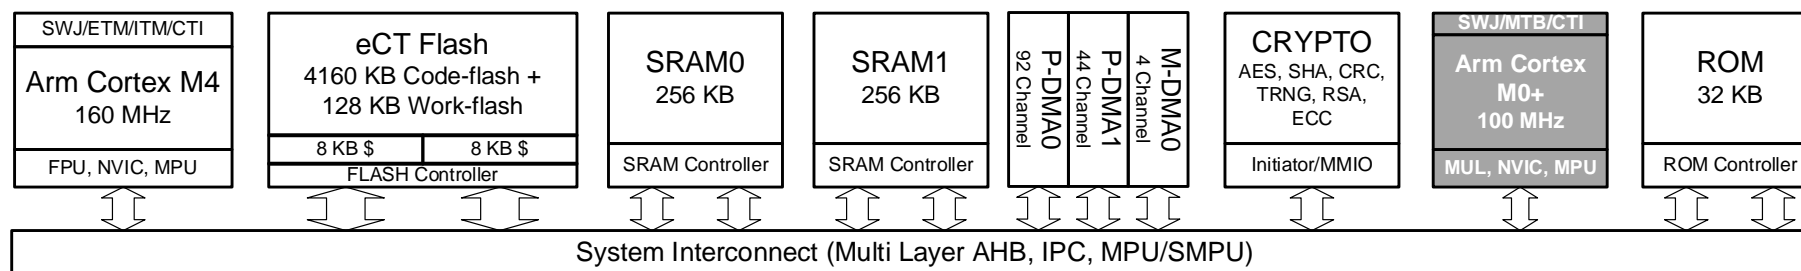 SWJ/ETM/ITM/CTI
Arm Cortex M4
160 MHz
FPU, NVIC, MPU
eCT Flash
4160 KB Code-flash +
128 KB Work-flash
8 KB $
8 KB $
FLASH Controller
SRAM0
256 KB
SRAM Controller
SRAM1
256 KB
SRAM Controller
P-DMA0
92 Channel
P-DMA1
44 Channel
M-DMA0
4 Channel
CRYPTO
AES, SHA, CRC,
TRNG, RSA,
ECC
Initiator/MMIO
SWJ/MTB/CTI
Arm Cortex
M0+
100 MHz
MUL, NVIC, MPU
ROM
32 KB
ROM Controller
System Interconnect (Multi Layer AHB, IPC, MPU/SMPU)